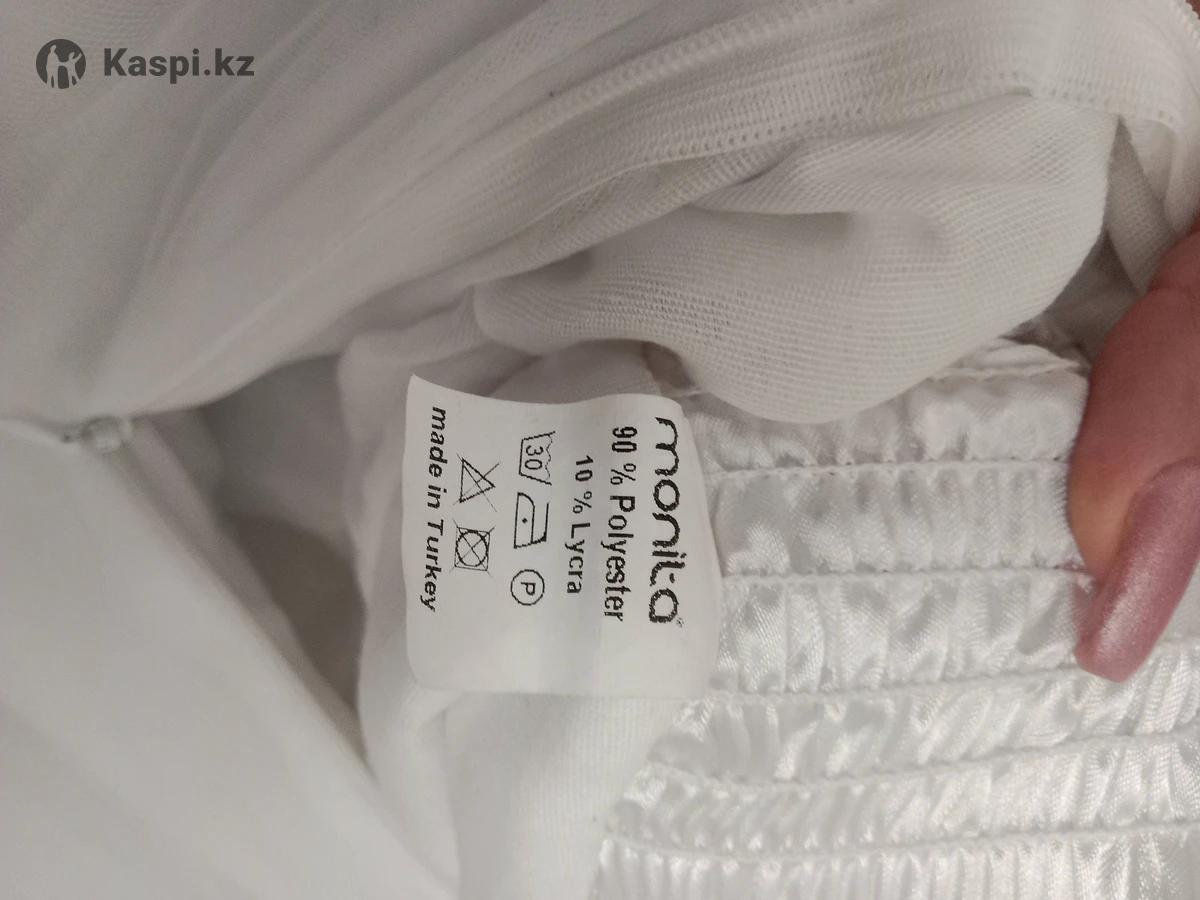 Kaspi.kz
monita
90 % Polyester
10 % Lycra
30
P
made in Turkey